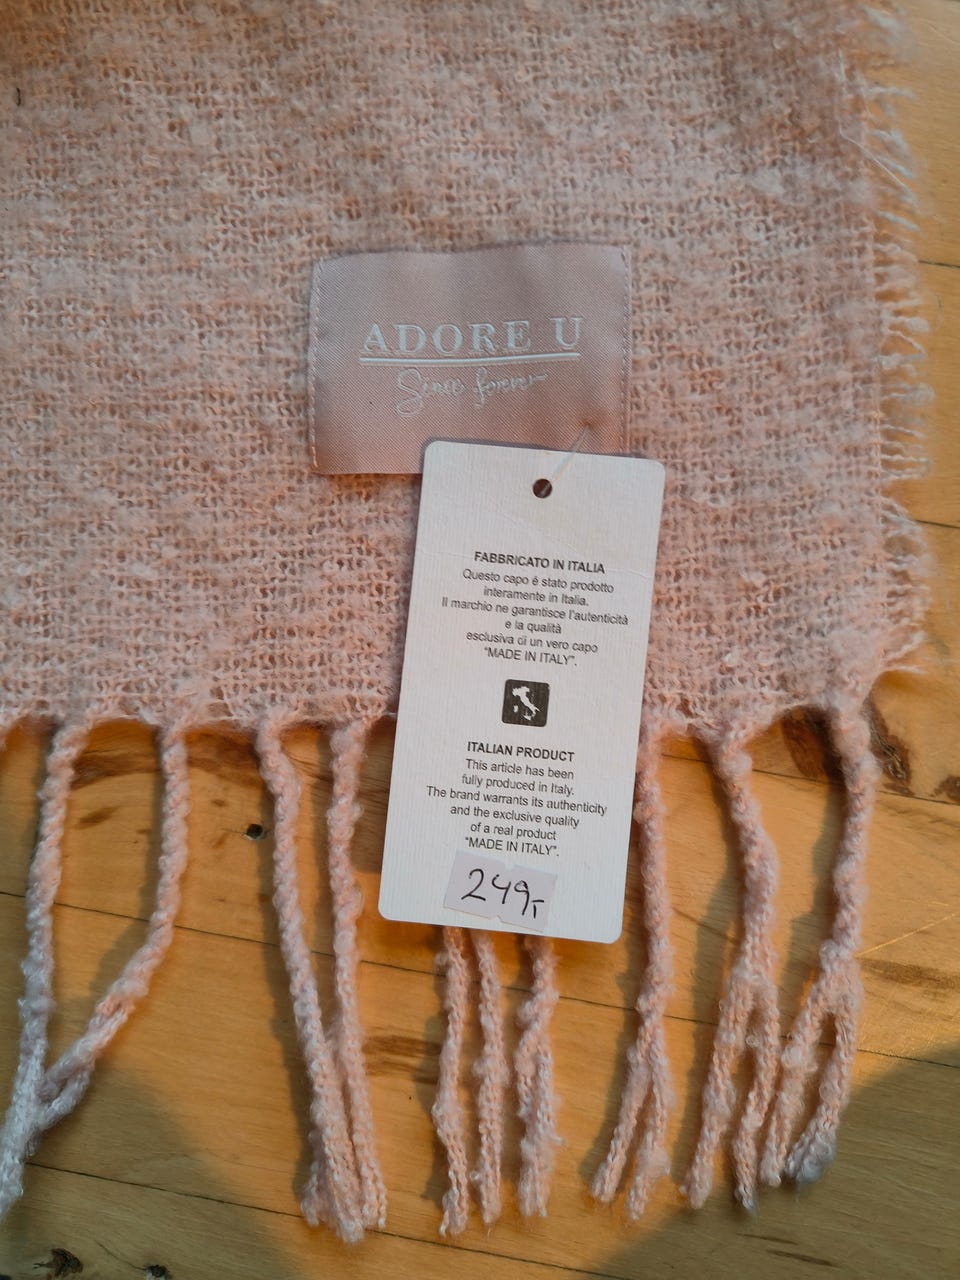 ADORE U
Since forever
FABBRICATO IN ITALIA
Questo capo é stato prodotto
interamente in Italia.
Il marchio ne garantisce l'autenticità
e la qualità
esclusiva di un vero capo
"MADE IN ITALY".
ITALIAN PRODUCT
This article has been
fully produced in Italy.
The brand warrants its authenticity
and the exclusive quality
of a real product
"MADE IN ITALY".
249,-